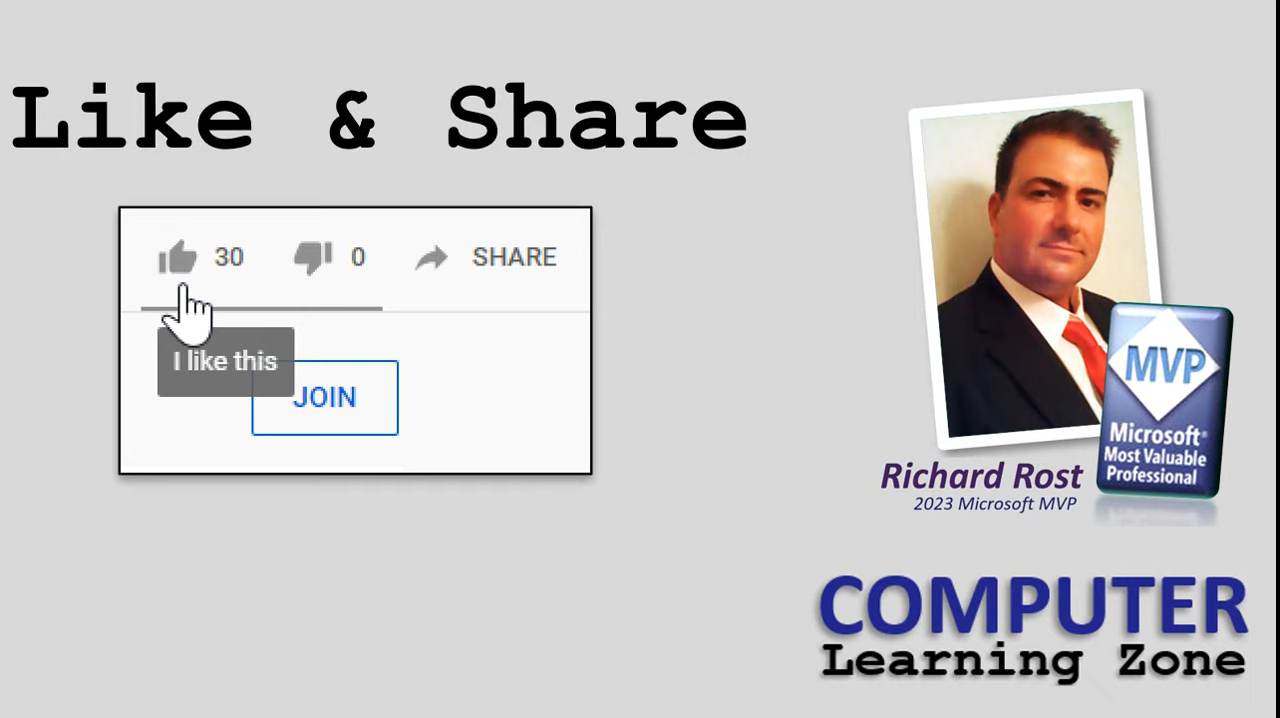 Like & Share
30 0 SHARE
I like this
JOIN
MVP
Microsoft®
Most Valuable
Professional
Richard Rost
2023 Microsoft MVP
COMPUTER
Learning Zone